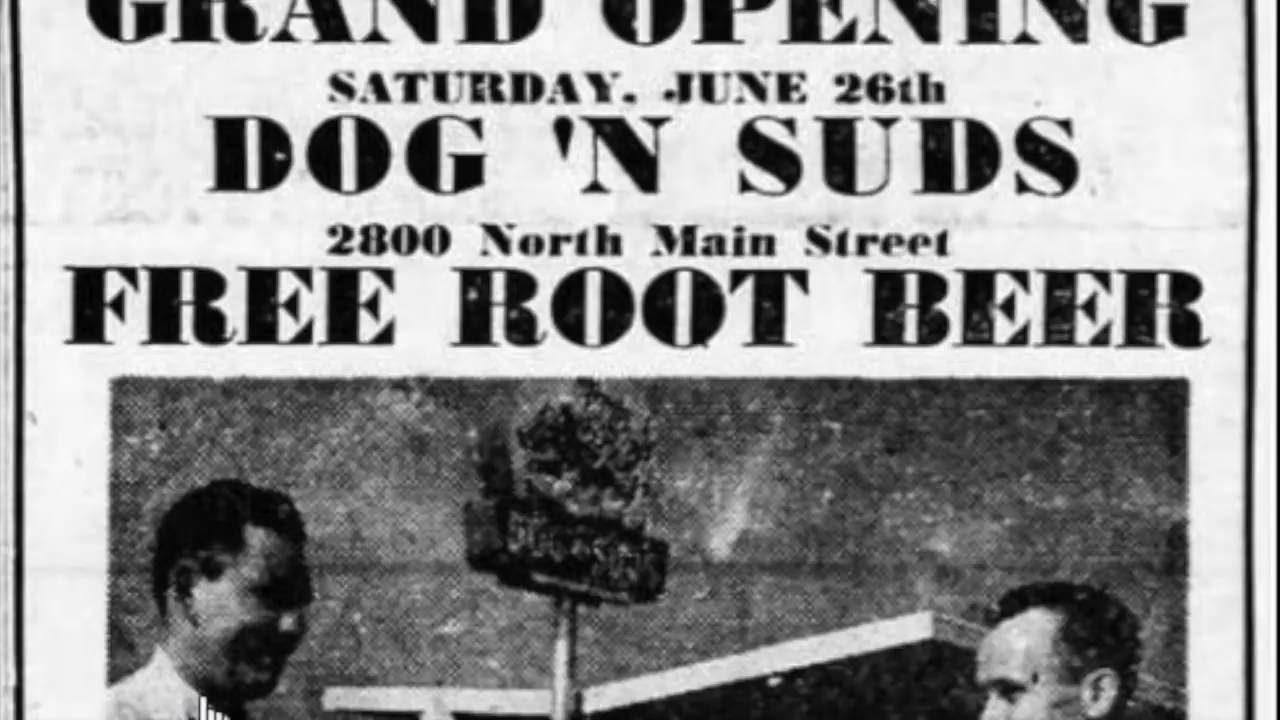 GRAND OPENING
SATURDAY, JUNE 26th
DOG 'N SUDS
2800 North Main Street
FREE ROOT BEER